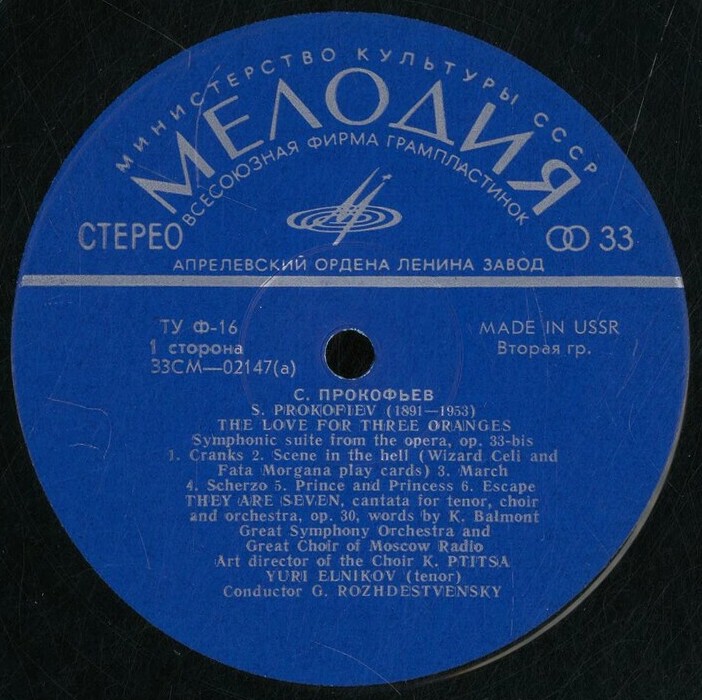 МИНИСТЕРСТВО КУЛЬТУРЫ СССР
МЕЛОДИЯ
ВСЕСОЮЗНАЯ ФИРМА ГРАМПЛАСТИНОК
СТЕРЕО
33
АПРЕЛЕВСКИЙ ОРДЕНА ЛЕНИНА ЗАВОД
ТУ Ф-16
MADE IN USSR
1 сторона
Вторая гр.
33СМ—02147(а)
С. ПРОКОФЬЕВ
S. PROKOFIEV (1891—1953)
THE LOVE FOR THREE ORANGES
Symphonic suite from the opera, op. 33-bis
1. Cranks 2. Scene in the hell (Wizard Celi and
Fata Morgana play cards) 3. March
4. Scherzo 5. Prince and Princess 6. Escape
THEY ARE SEVEN, cantata for tenor, choir
and orchestra, op. 30, words by K. Balmont
Great Symphony Orchestra and
Great Choir of Moscow Radio
Art director of the Choir K. PTITSA
YURI ELNIKOV (tenor)
Conductor G. ROZHDESTVENSKY